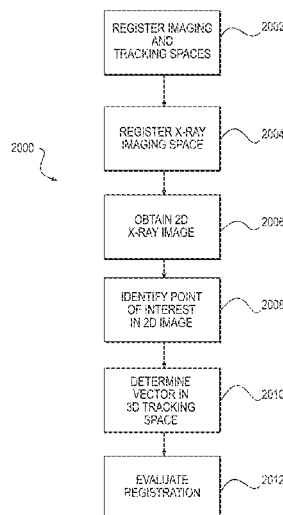 REGISTER IMAGING
AND
TRACKING SPACES
2002
REGISTER X-RAY
IMAGING SPACE
2004
2000
OBTAIN 2D
X-RAY IMAGE
2006
IDENTIFY POINT
OF INTEREST
IN 2D IMAGE
2008
DETERMINE
VECTOR IN
3D TRACKING
SPACE
2010
EVALUATE
REGISTRATION
2012